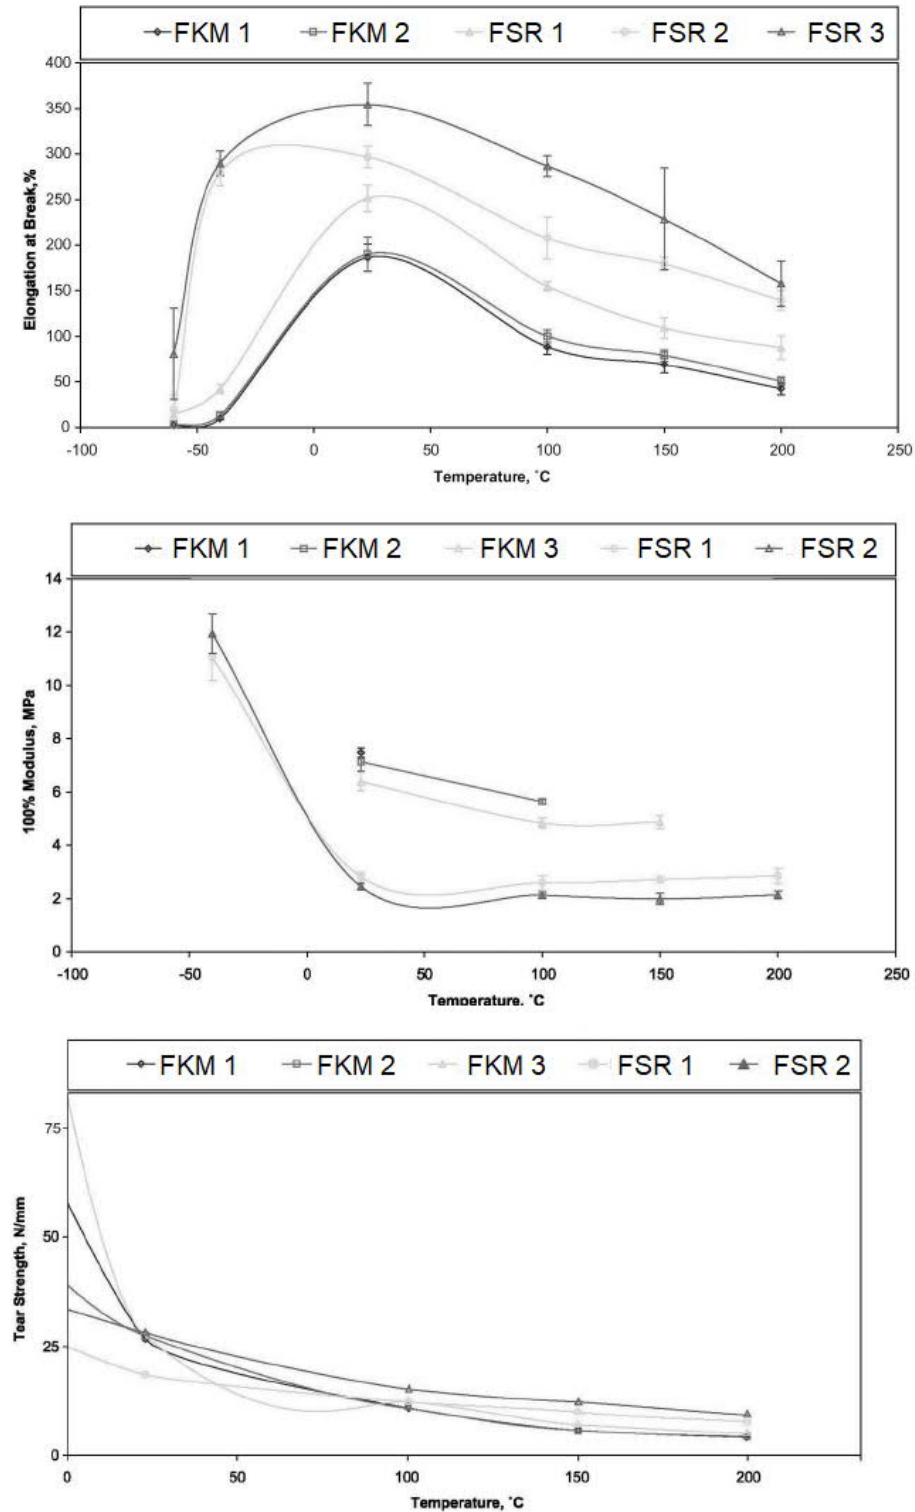 FKM 1 FKM 2 FSR 1 FSR 2 FSR 3
400
350
300
250
200
150
100
50
0
Elongation at Break,%
-100 -50 0 50 100 150 200 250
Temperature, ˚C
FKM 1 FKM 2 FKM 3 FSR 1 FSR 2
14
12
10
8
6
4
2
0
100% Modulus, MPa
-100 -50 0 50 100 150 200 250
Temperature, ˚C
FKM 1 FKM 2 FKM 3 FSR 1 FSR 2
75
50
25
0
Tear Strength, N/mm
0 50 100 150 200
Temperature, ˚C